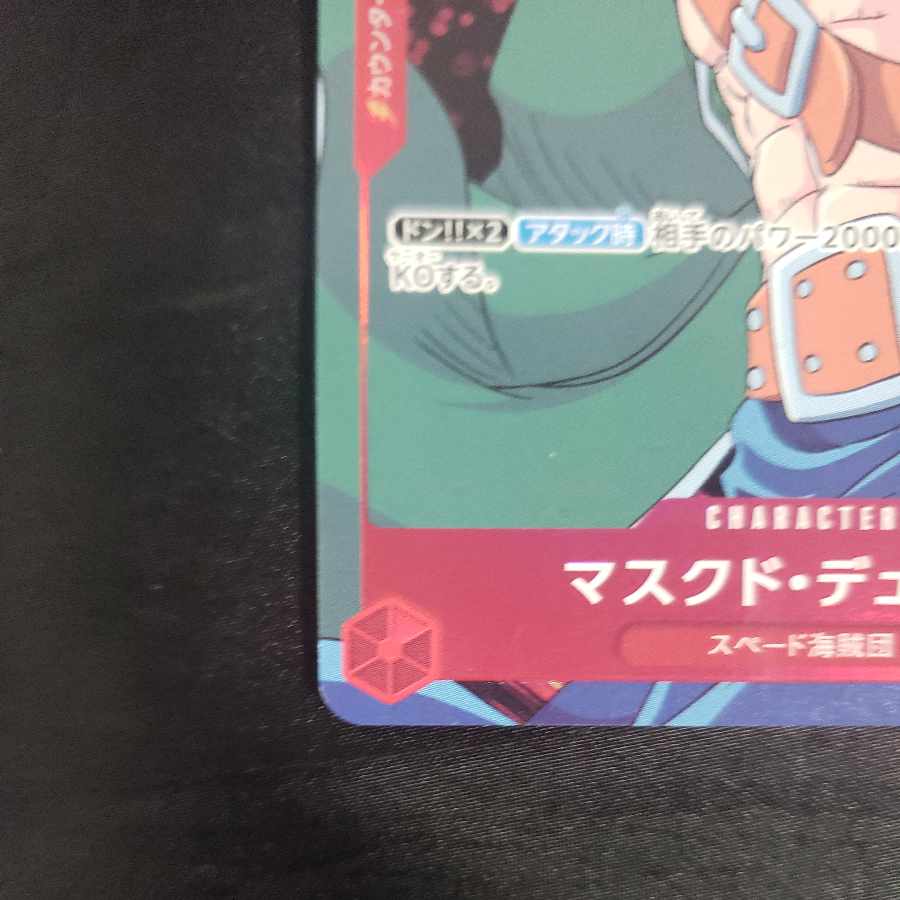 カウンター
ドン!!×2 アタック時 相手のパワー2000
KOする。
CHARACTER
マスクド・デュ
スペード海賊団